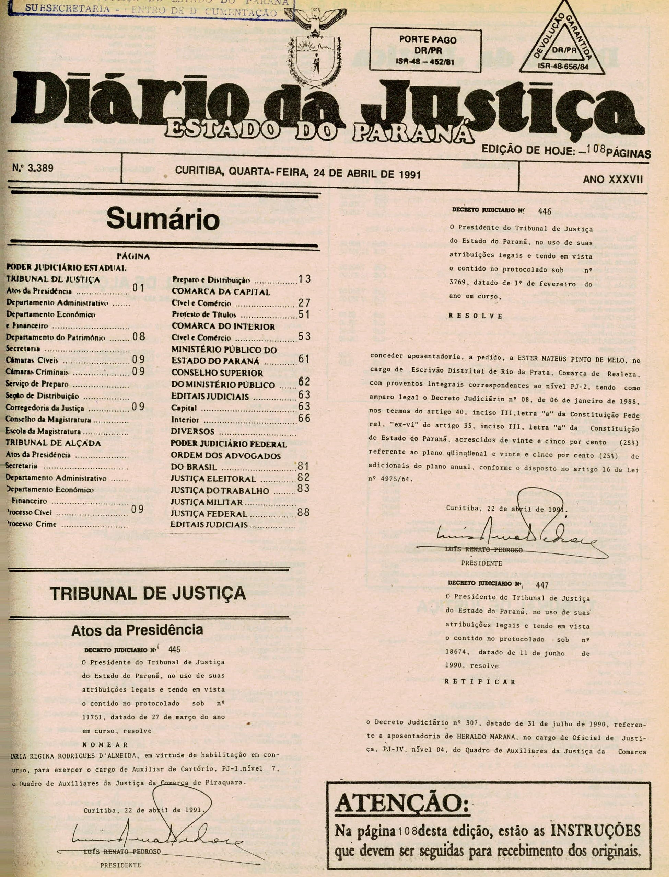 SUBSECRETARIA
PORTE PAGO
DR/PR
ISR-48 - 452/81
DEVOLUÇÃO GARANTIDA
DR/PR
ISR-48-656/84
Diário da Justiça
ESTADO DO PARANÁ
EDIÇÃO DE HOJE: -108 PÁGINAS
N.º 3.389
CURITIBA, QUARTA-FEIRA, 24 DE ABRIL DE 1991
ANO XXXVII
Sumário
PÁGINA
PODER JUDICIÁRIO ESTADUAL
TRIBUNAL DE JUSTIÇA
Atos da Presidência 01
Departamento Administrativo
Departamento Econômico
e Financeiro
Departamento do Patrimônio 08
Secretaria
Câmaras Cíveis 09
Câmaras Criminais 09
Serviço de Preparo
Seção de Distribuição
Corregedoria da Justiça 09
Conselho da Magistratura
Escola da Magistratura
TRIBUNAL DE ALÇADA
Atos da Presidência
Secretaria
Departamento Administrativo
Departamento Econômico
Financeiro
Processo Cível 09
Processo Crime
Preparo e Distribuição 13
COMARCA DA CAPITAL
Cível e Comércio 27
Protesto de Títulos 51
COMARCA DO INTERIOR
Cível e Comércio 53
MINISTÉRIO PÚBLICO DO
ESTADO DO PARANÁ 61
CONSELHO SUPERIOR
DO MINISTÉRIO PÚBLICO 62
EDITAIS JUDICIAIS 63
Capital 63
Interior 66
DIVERSOS
PODER JUDICIÁRIO FEDERAL
ORDEM DOS ADVOGADOS
DO BRASIL 81
JUSTIÇA ELEITORAL 82
JUSTIÇA DO TRABALHO 83
JUSTIÇA MILITAR
JUSTIÇA FEDERAL 88
EDITAIS JUDICIAIS
TRIBUNAL DE JUSTIÇA
Atos da Presidência
DECRETO JUDICIÁRIO Nº 445
O Presidente do Tribunal de Justiça
do Estado do Paraná, no uso de suas
atribuições legais e tendo em vista
o contido no protocolado sob nº
datado de 27 de março do ano
em curso, resolve
N O M E A R
REGINA RODRIGUES D'ALMEIDA, em virtude de habilitação em con-
curso, para exercer o cargo de Auxiliar de Cartório, PJ-I nível 7,
do Quadro de Auxiliares da Justiça da Comarca de Piraquara.
Curitiba, 22 de abril de 1991.
LUÍS RENATO PEDROSO
PRESIDENTE
DECRETO JUDICIÁRIO Nº 446
O Presidente do Tribunal de Justiça
do Estado do Paraná, no uso de suas
atribuições legais e tendo em vista
o contido no protocolado sob nº
3769, datado de 1º de fevereiro do
ano em curso,
R E S O L V E
conceder aposentadoria, a pedido, a ESTER MATEUS PINTO DE MELO, no
cargo de Escrivão Distrital de Rio da Prata, Comarca de Realeza,
com proventos integrais correspondentes ao nível PJ-2, tendo como
amparo legal o Decreto Judiciário nº 08, de 06 de janeiro de 1988,
nos termos do artigo 40, inciso III, letra "a" da Constituição Fede
ral, "ex-vi" do artigo 35, inciso III, letra "a" da Constituição
do Estado do Paraná, acrescidos de vinte e cinco por cento (25%)
referente ao plano qüinqüenal e vinte e cinco por cento (25%) de
adicionais do plano anual, conforme o disposto ao artigo 16 da Lei
nº 4975/64.
Curitiba, 22 de abril de 1991.
LUÍS RENATO PEDROSO
PRESIDENTE
DECRETO JUDICIÁRIO Nº 447
O Presidente do Tribunal de Justiça
do Estado do Paraná, no uso de suas
atribuições legais e tendo em vista
o contido no protocolado sob nº
18674, datado de 11 de junho de
1990, resolve
R E T I F I C A R
o Decreto Judiciário nº 307, datado de 31 de julho de 1990, referen-
te a aposentadoria de HERALDO MARANA, no cargo de Oficial de Justi-
ça, PJ-IV, nível 04, do Quadro de Auxiliares da Justiça da Comarca
ATENÇÃO:
Na página 108 desta edição, estão as INSTRUÇÕES
que devem ser seguidas para recebimento dos originais.